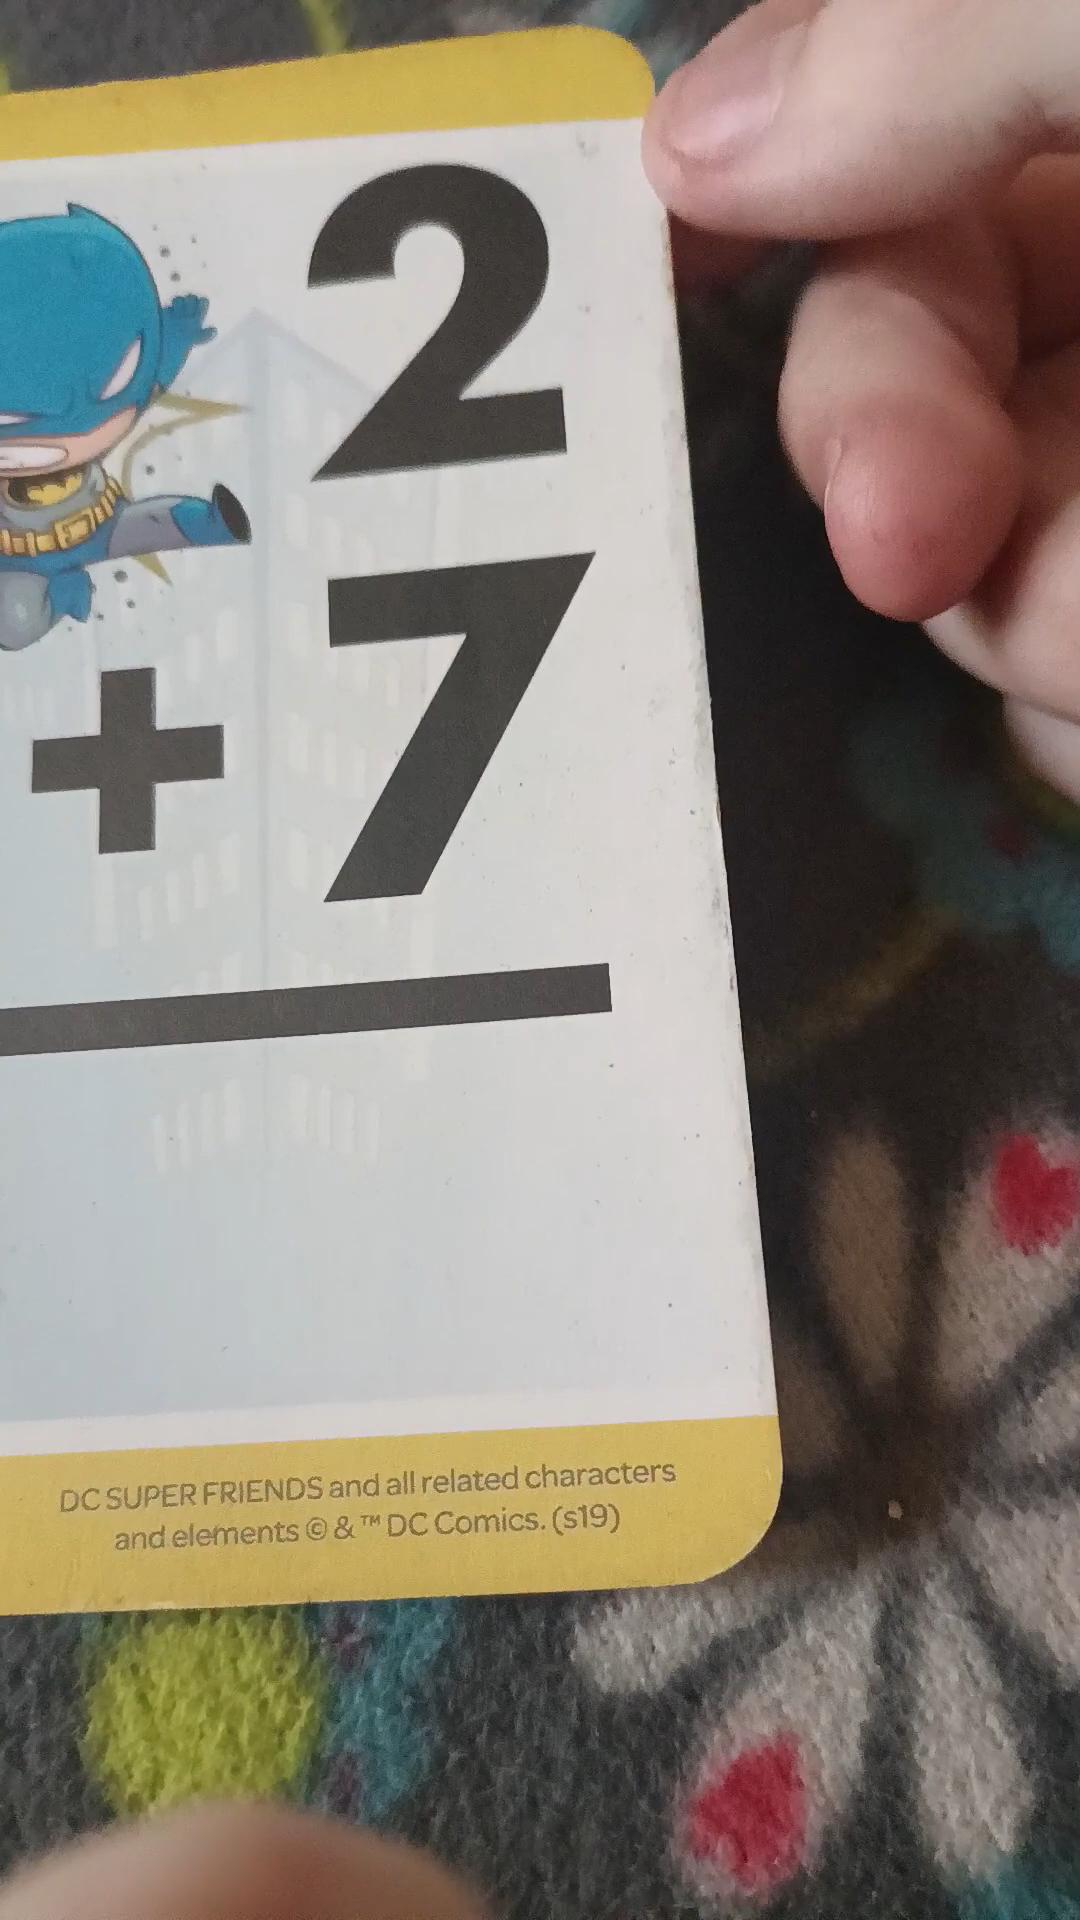 2
+ 7
DC SUPER FRIENDS and all related characters
and elements © & ™ DC Comics. (s19)